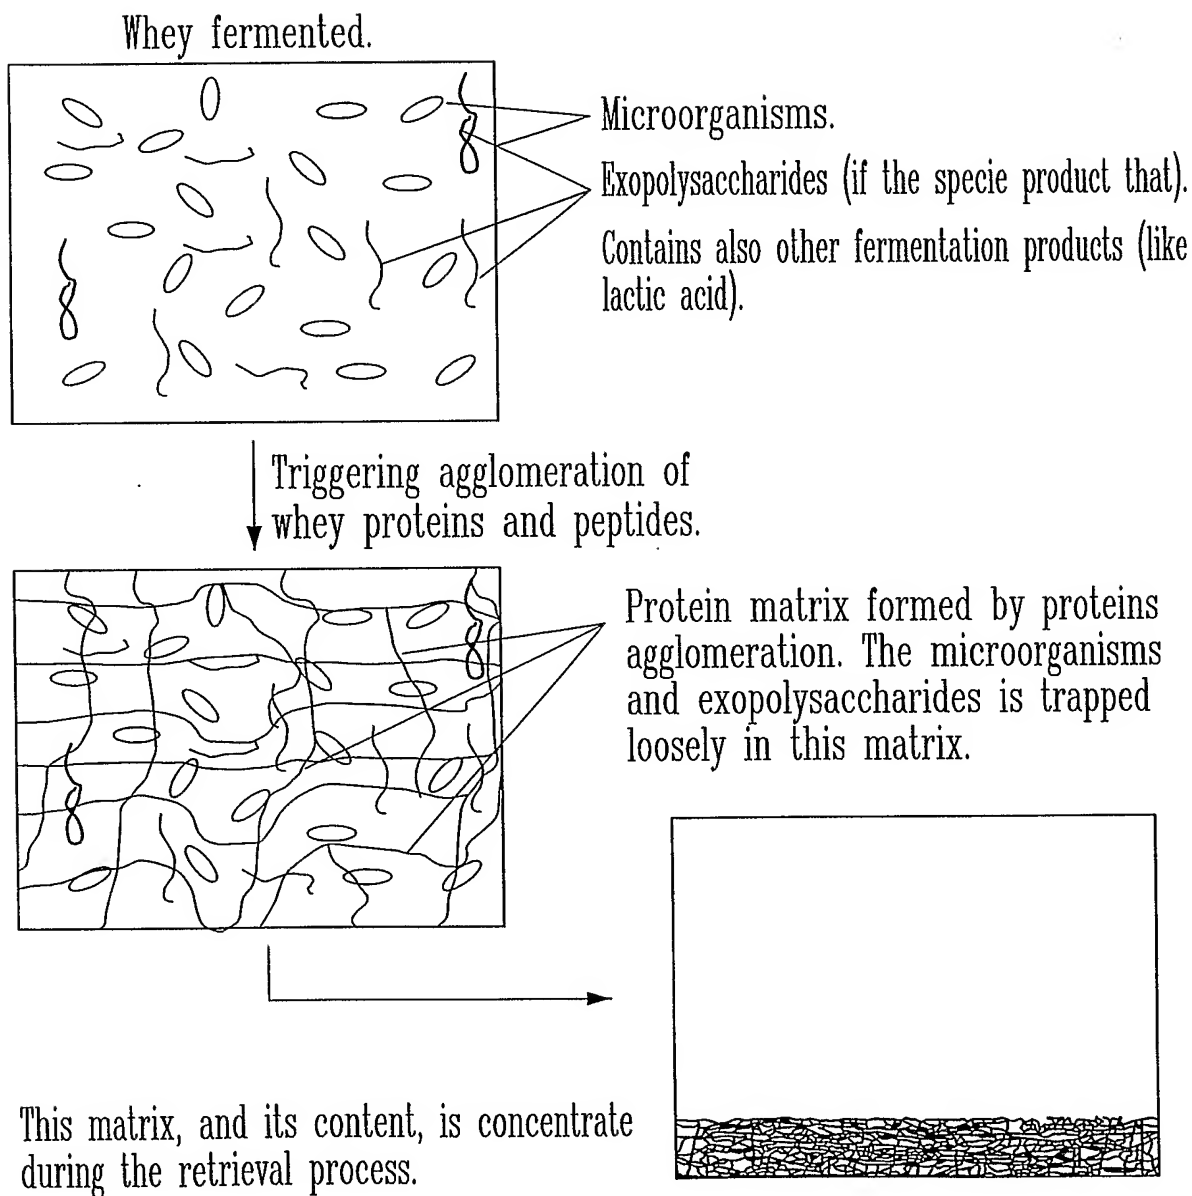 Whey fermented.
Microorganisms.
Exopolysaccharides (if the specie product that).
Contains also other fermentation products (like
lactic acid).
Triggering agglomeration of
whey proteins and peptides.
Protein matrix formed by proteins
agglomeration. The microorganisms
and exopolysaccharides is trapped
loosely in this matrix.
This matrix, and its content, is concentrate
during the retrieval process.